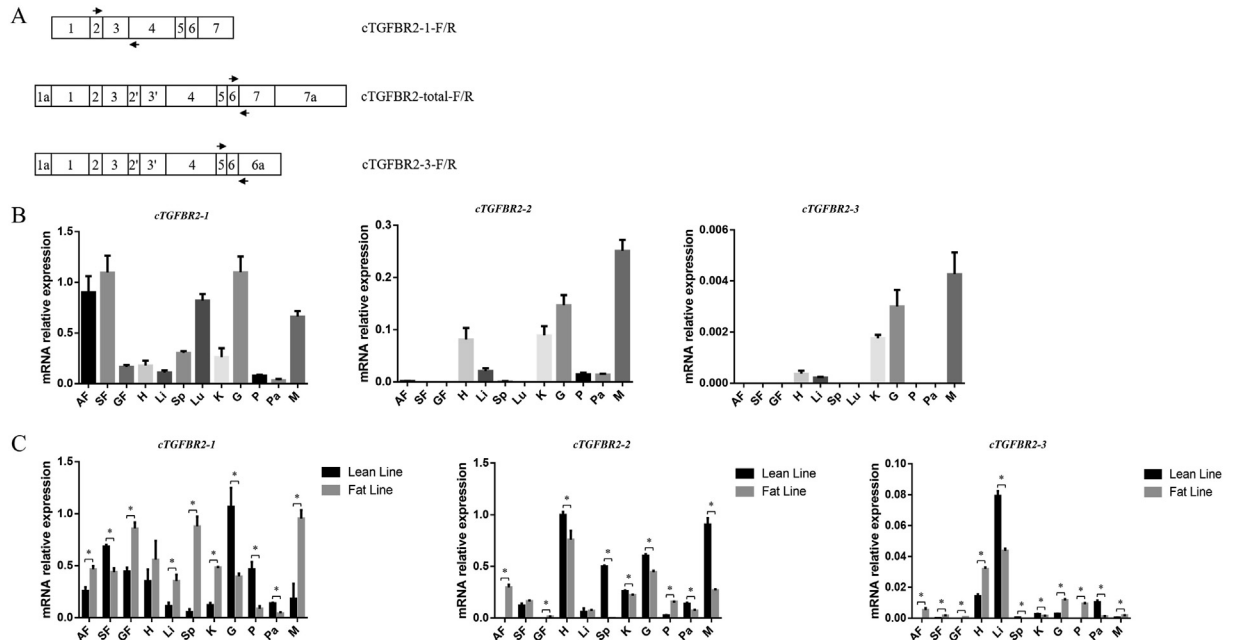 A
1 2 3 4 5 6 7 cTGFBR2-1-F/R
1a 1 2 3 2' 3' 4 5 6 7 7a cTGFBR2-total-F/R
1a 1 2 3 2' 3' 4 5 6 6a cTGFBR2-3-F/R
B
cTGFBR2-1
mRNA relative expression
1.5
1.0
0.5
0.0
AF SF GF H Li Sp Lu K G P Pa M
cTGFBR2-2
mRNA relative expression
0.3
0.2
0.1
0.0
AF SF GF H Li Sp Lu K G P Pa M
cTGFBR2-3
mRNA relative expression
0.006
0.004
0.002
0.000
AF SF GF H Li Sp Lu K G P Pa M
C
cTGFBR2-1
mRNA relative expression
1.5
1.0
0.5
0.0
* * * * * * * * * *
AF SF GF H Li Sp K G P Pa M
Lean Line
Fat Line
cTGFBR2-2
mRNA relative expression
1.5
1.0
0.5
0.0
* * * * * * * * *
AF SF GF H Li Sp K G P Pa M
Lean Line
Fat Line
cTGFBR2-3
mRNA relative expression
0.10
0.08
0.06
0.04
0.02
0.00
* * * * * * * * * * *
AF SF GF H Li Sp K G P Pa M
Lean Line
Fat Line